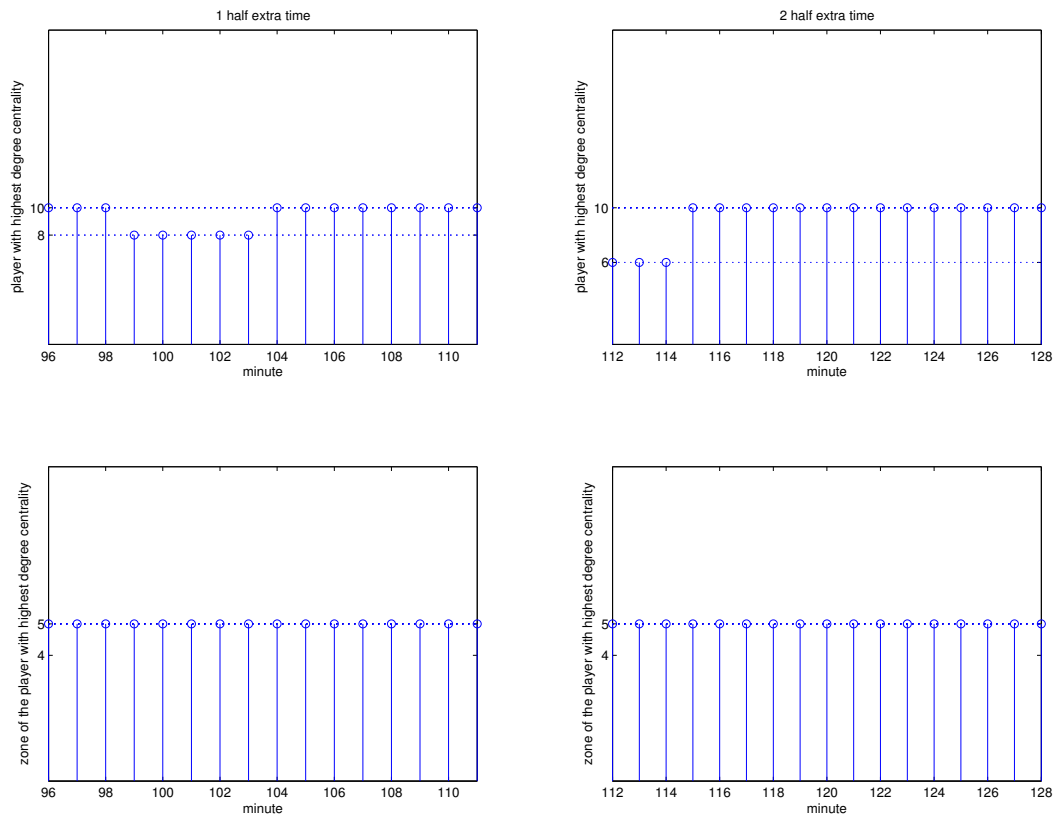 1 half extra time
player with highest degree centrality
10
8
96 98 100 102 104 106 108 110
minute
2 half extra time
player with highest degree centrality
10
6
112 114 116 118 120 122 124 126 128
minute
zone of the player with highest degree centrality
5
4
96 98 100 102 104 106 108 110
minute
zone of the player with highest degree centrality
5
4
112 114 116 118 120 122 124 126 128
minute